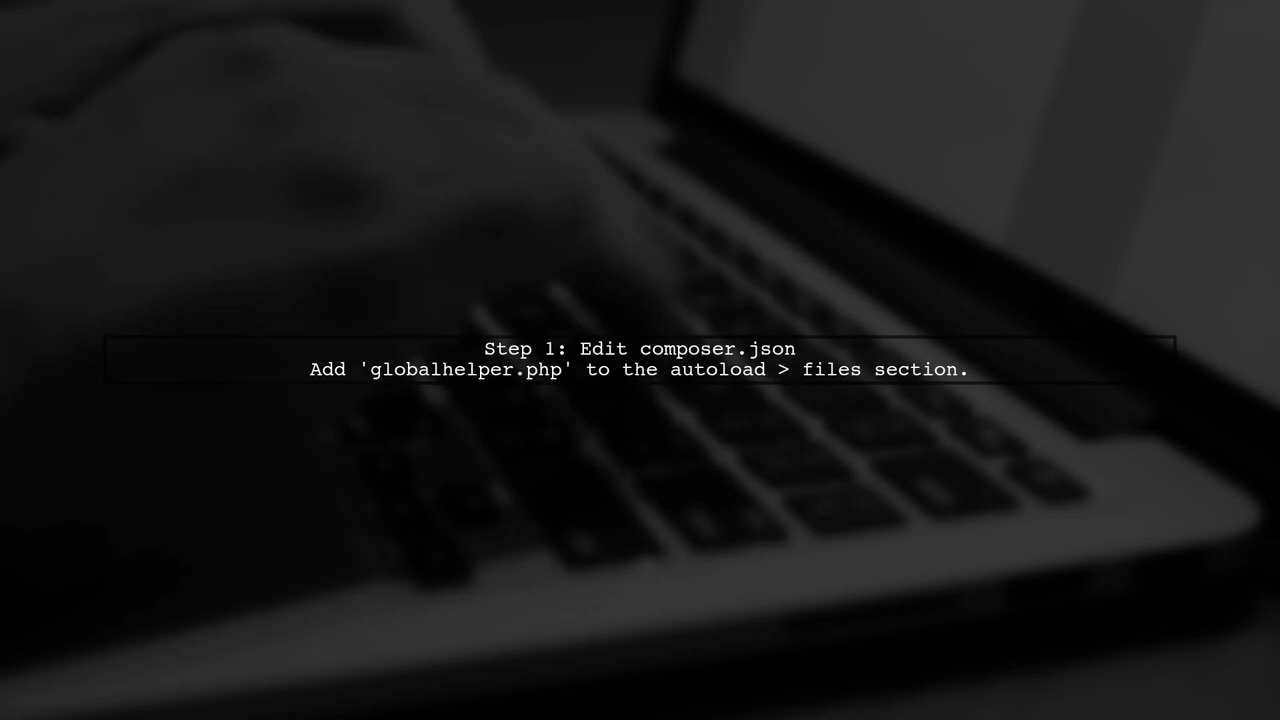 Step 1: Edit composer.json
Add 'globalhelper.php' to the autoload > files section.